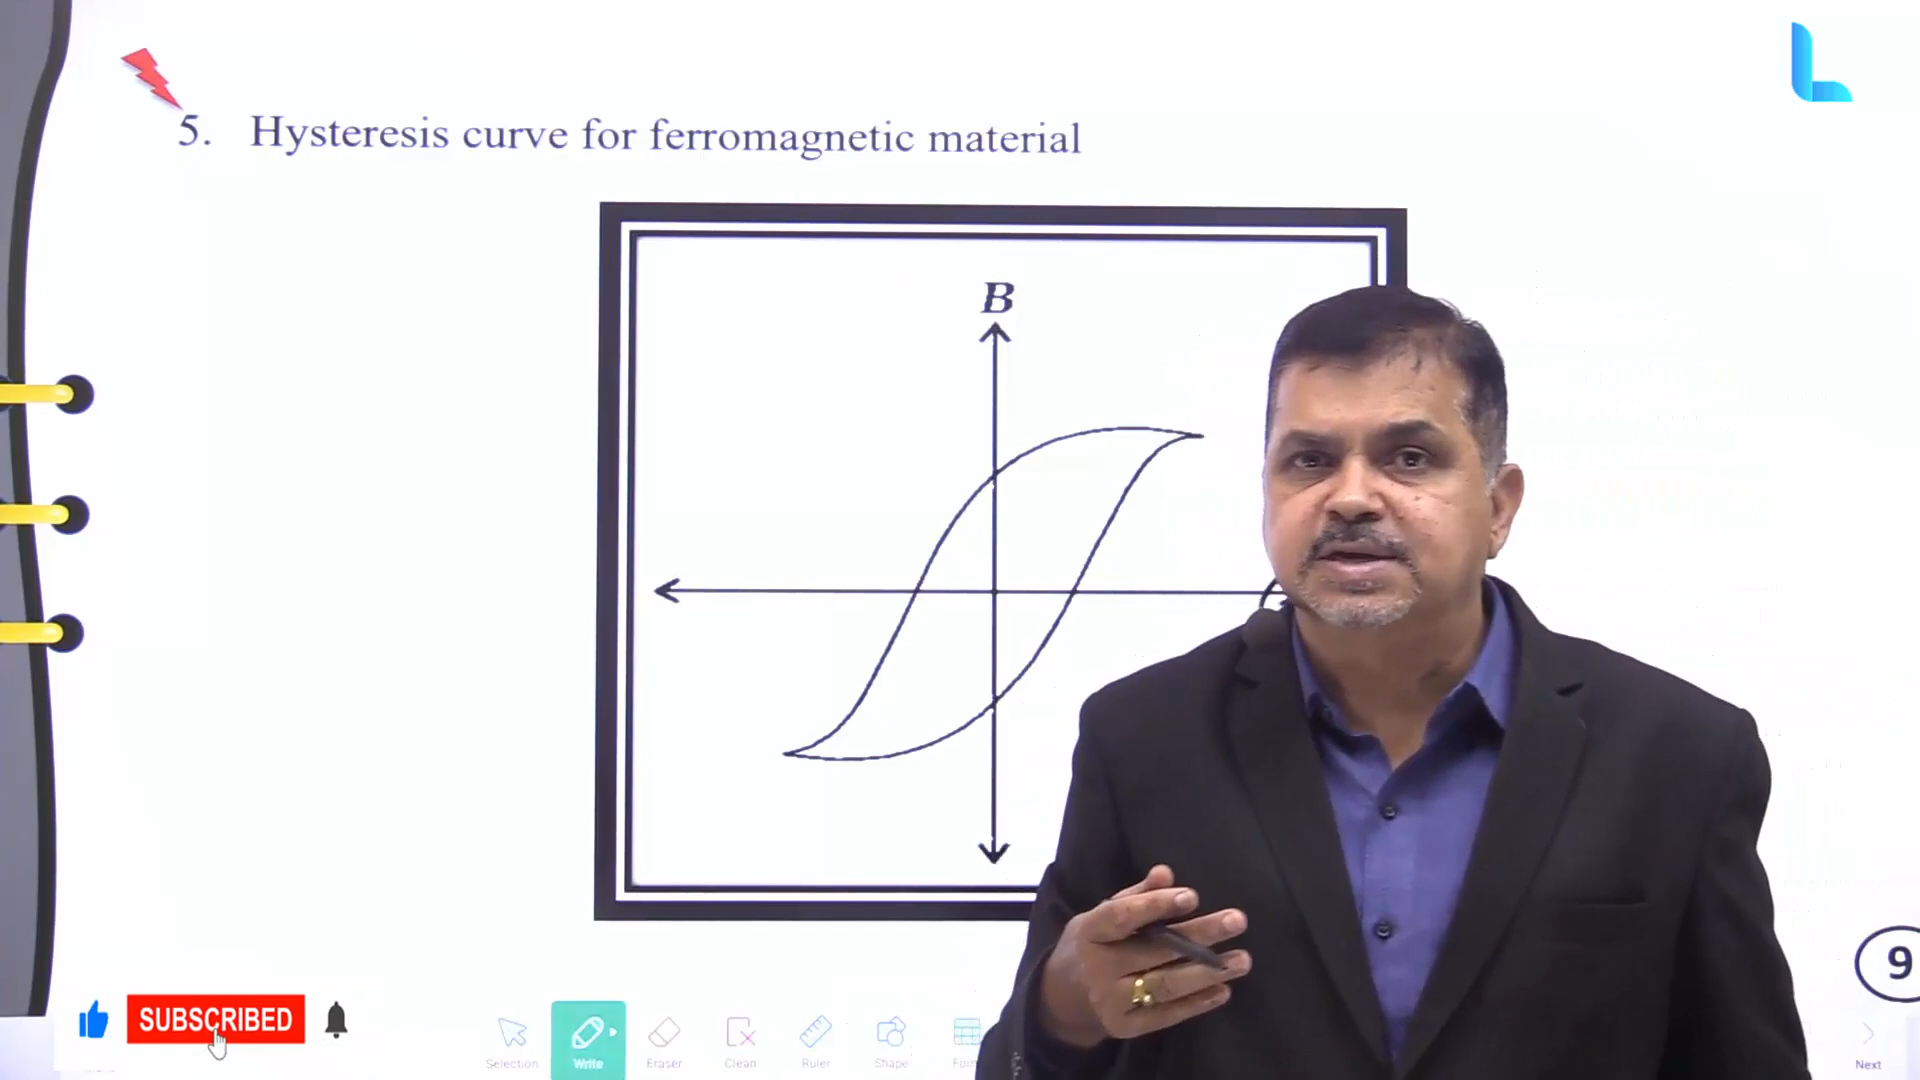 5. Hysteresis curve for ferromagnetic material
B
9
SUBSCRIBED
Selection Write Eraser Clean Ruler Shape
Next